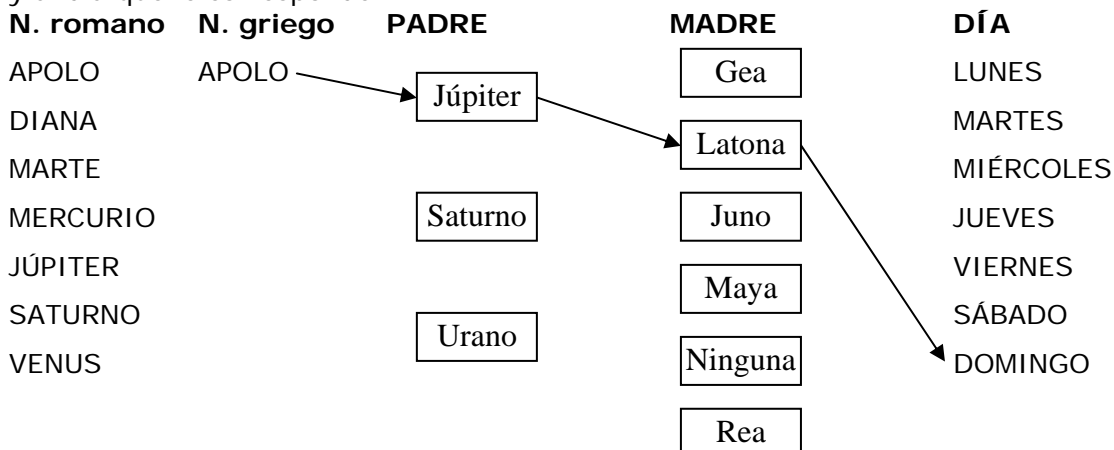 N. romano N. griego PADRE MADRE DÍA
APOLO APOLO Júpiter Gea LUNES
DIANA Latona MARTES
MARTE MIÉRCOLES
MERCURIO Saturno Juno JUEVES
JÚPITER Maya VIERNES
SATURNO Urano SÁBADO
VENUS Ninguna DOMINGO
Rea